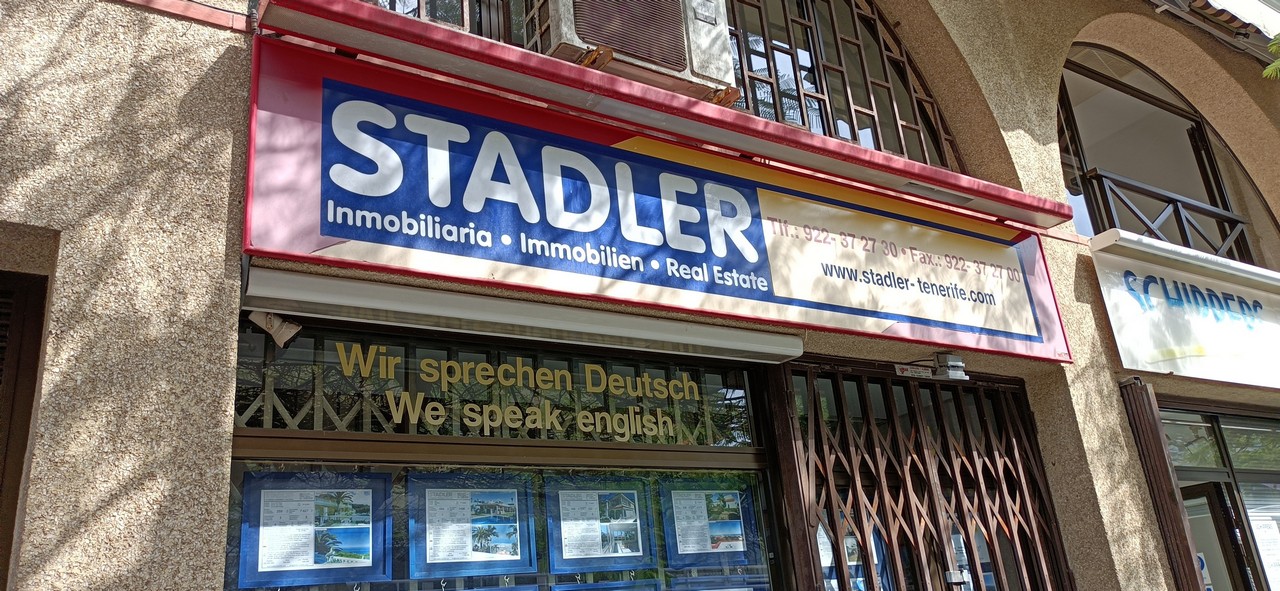 STADLER
Inmobiliaria • Immobilien • Real Estate
Tlf.: 922- 37 27 30 • Fax.: 922- 37 27 00
www.stadler-tenerife.com
SCHIPPERS
Wir sprechen Deutsch
We speak english